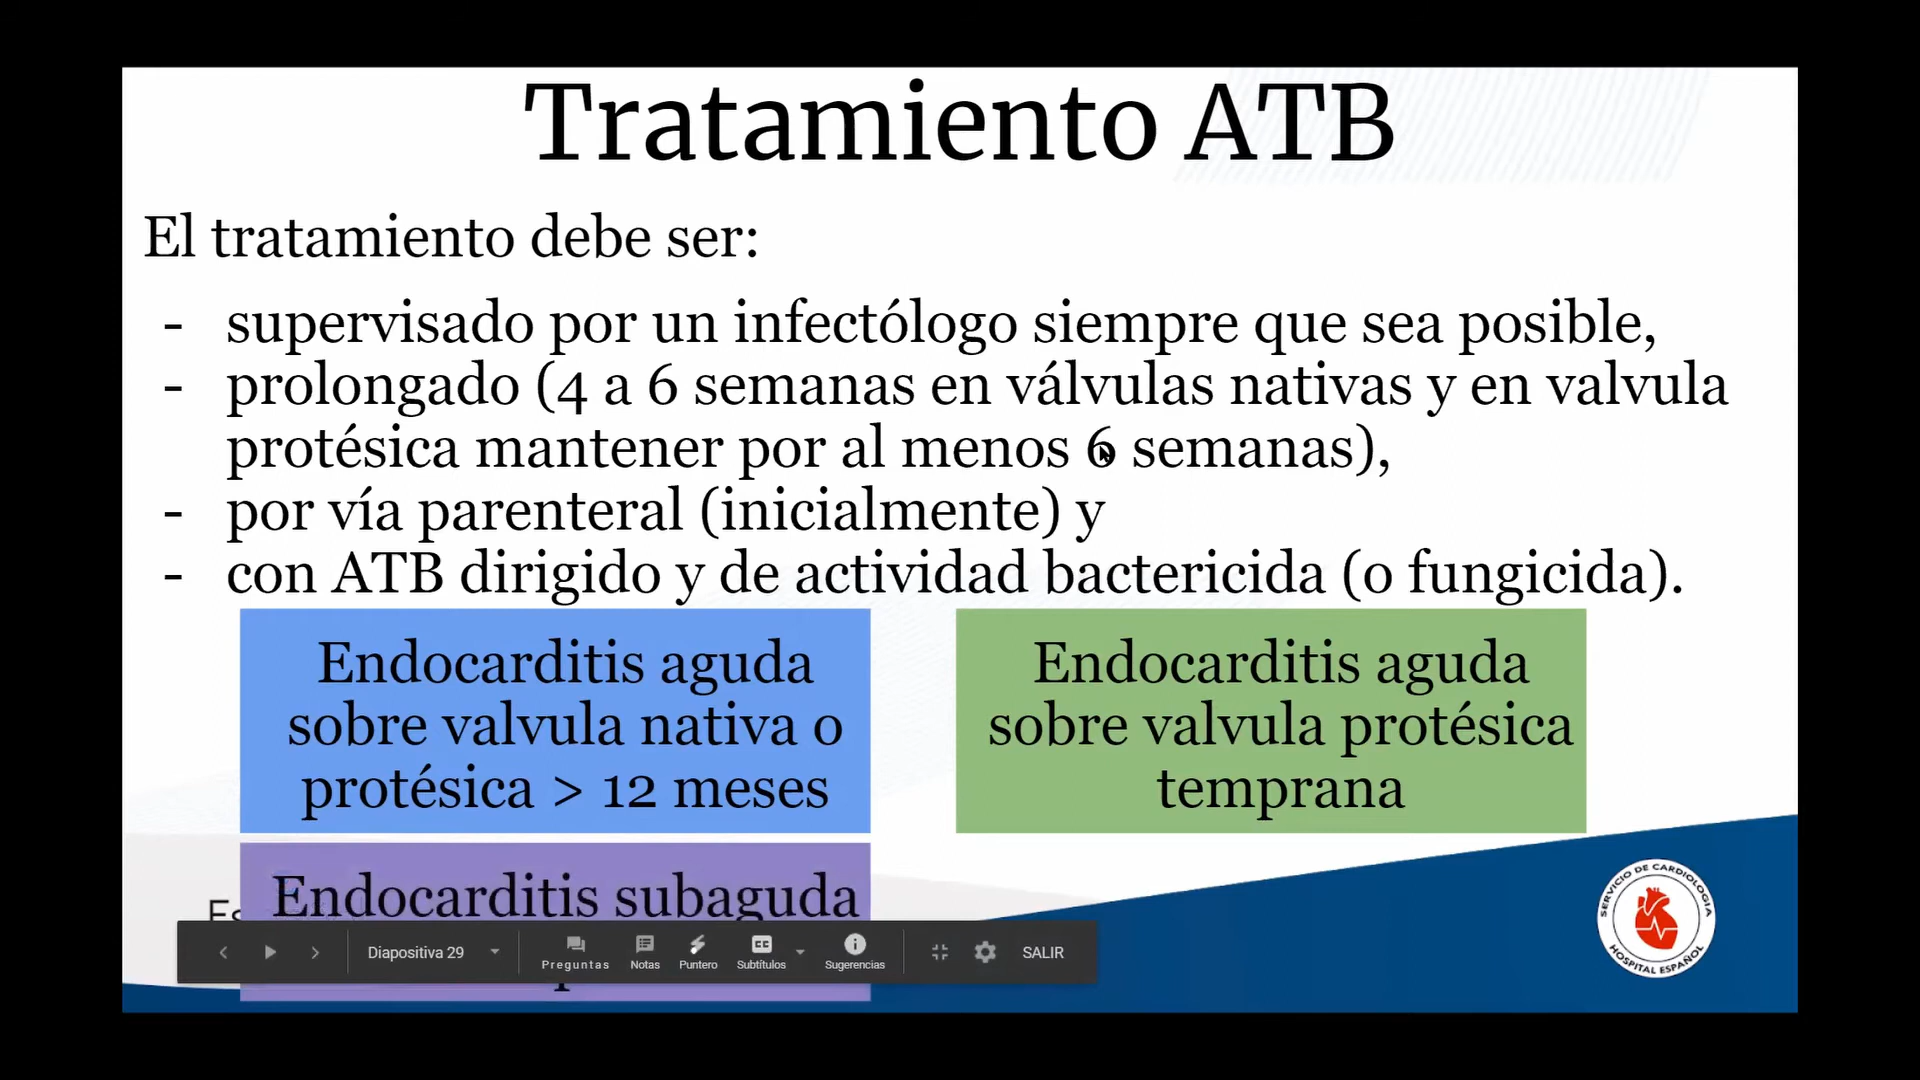 Tratamiento ATB
El tratamiento debe ser:
- supervisado por un infectólogo siempre que sea posible,
- prolongado (4 a 6 semanas en válvulas nativas y en valvula
protésica mantener por al menos 6 semanas),
- por vía parenteral (inicialmente) y
- con ATB dirigido y de actividad bactericida (o fungicida).
Endocarditis aguda
sobre valvula nativa o
protésica > 12 meses
Endocarditis aguda
sobre valvula protésica
temprana
Endocarditis subaguda
Diapositiva 29
Preguntas
Notas
Puntero
Subtítulos
Sugerencias
SALIR
SERVICIO DE CARDIOLOGIA
HOSPITAL ESPAÑOL